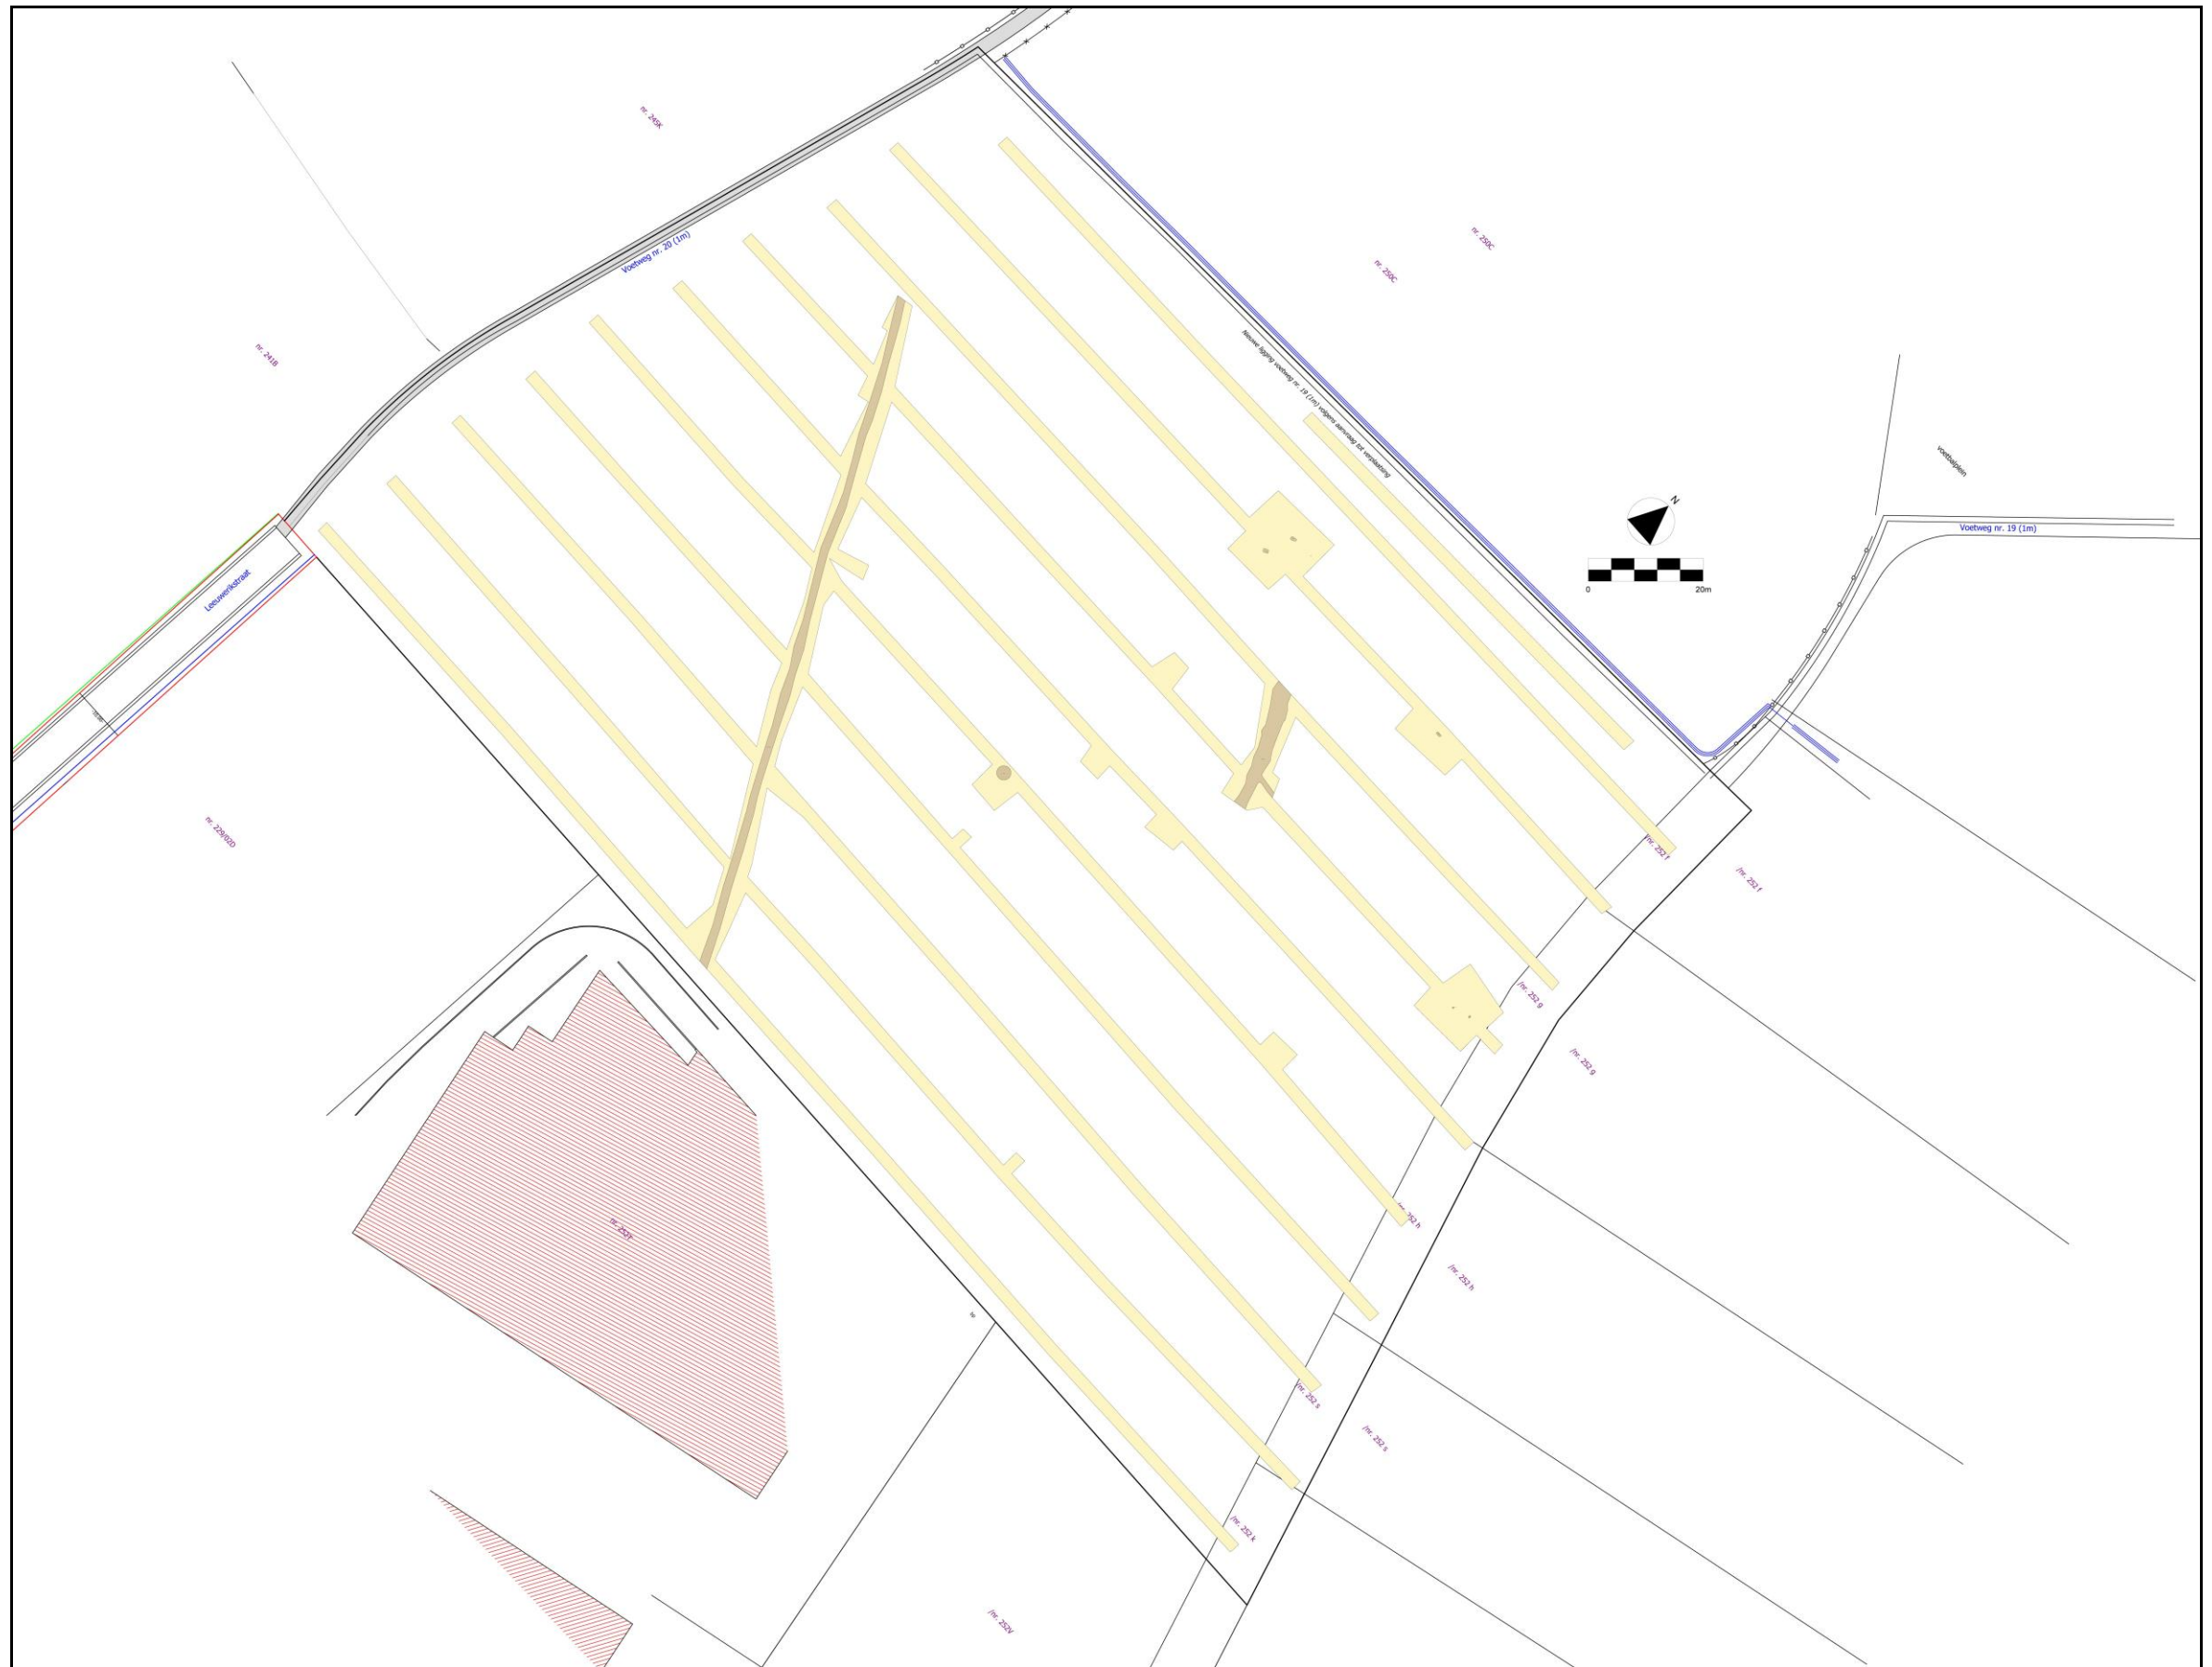 nr. 245K
Voetweg nr. 20 (1m)
nr. 250C
nr. 250C
nr. 241B
Nieuwe ligging voetweg nr. 19 (1m) volgens aanvraag tot verplaatsing
voetbalplein
N
Voetweg nr. 19 (1m)
0 20m
Leeuwerikstraat
nr. 229/02D
/nr. 252 f
/nr. 252 f
/nr. 252 g
/nr. 252 g
nr. 252T
252 h
/nr. 252 h
/nr. 252 s
/nr. 252 s
/nr. 252 k
/nr. 252V